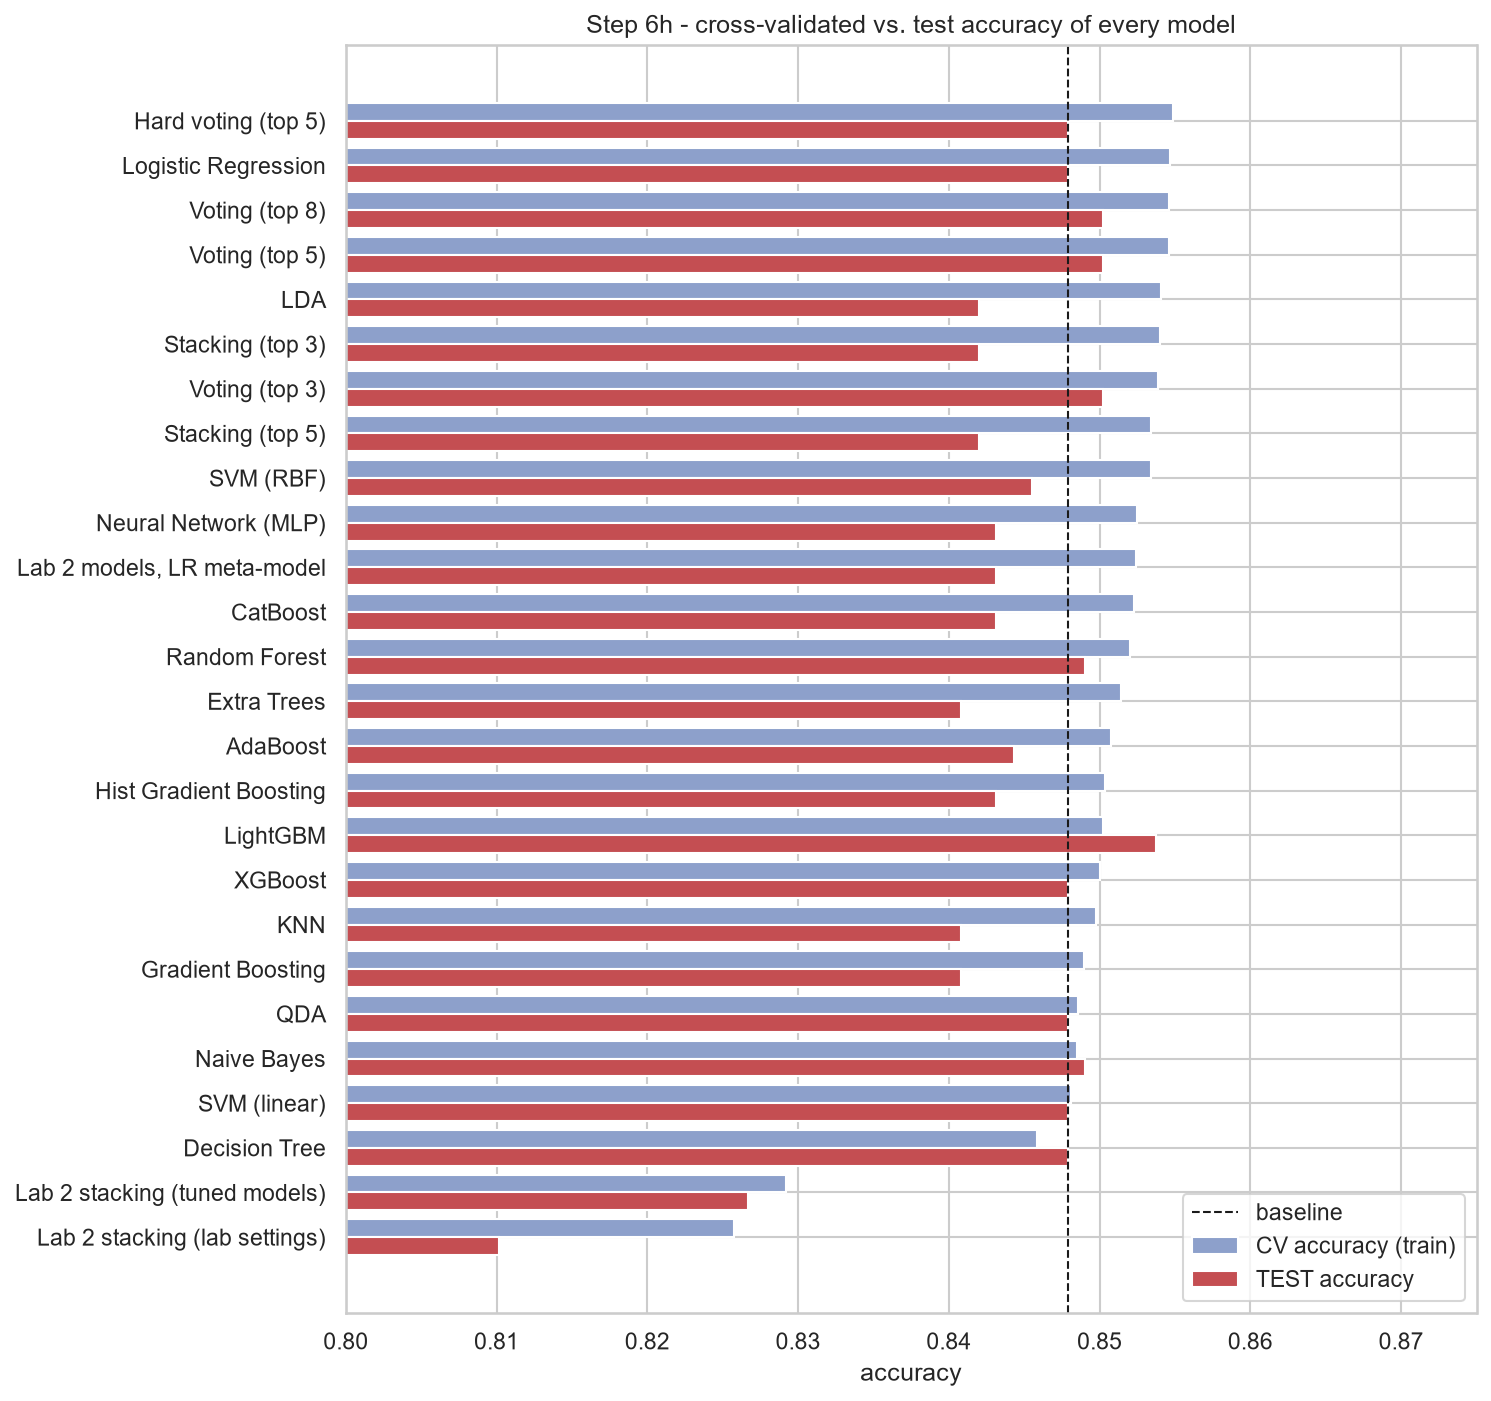 Step 6h - cross-validated vs. test accuracy of every model
Hard voting (top 5)
Logistic Regression
Voting (top 8)
Voting (top 5)
LDA
Stacking (top 3)
Voting (top 3)
Stacking (top 5)
SVM (RBF)
Neural Network (MLP)
Lab 2 models, LR meta-model
CatBoost
Random Forest
Extra Trees
AdaBoost
Hist Gradient Boosting
LightGBM
XGBoost
KNN
Gradient Boosting
QDA
Naive Bayes
SVM (linear)
Decision Tree
Lab 2 stacking (tuned models)
Lab 2 stacking (lab settings)
baseline
CV accuracy (train)
TEST accuracy
0.80 0.81 0.82 0.83 0.84 0.85 0.86 0.87
accuracy